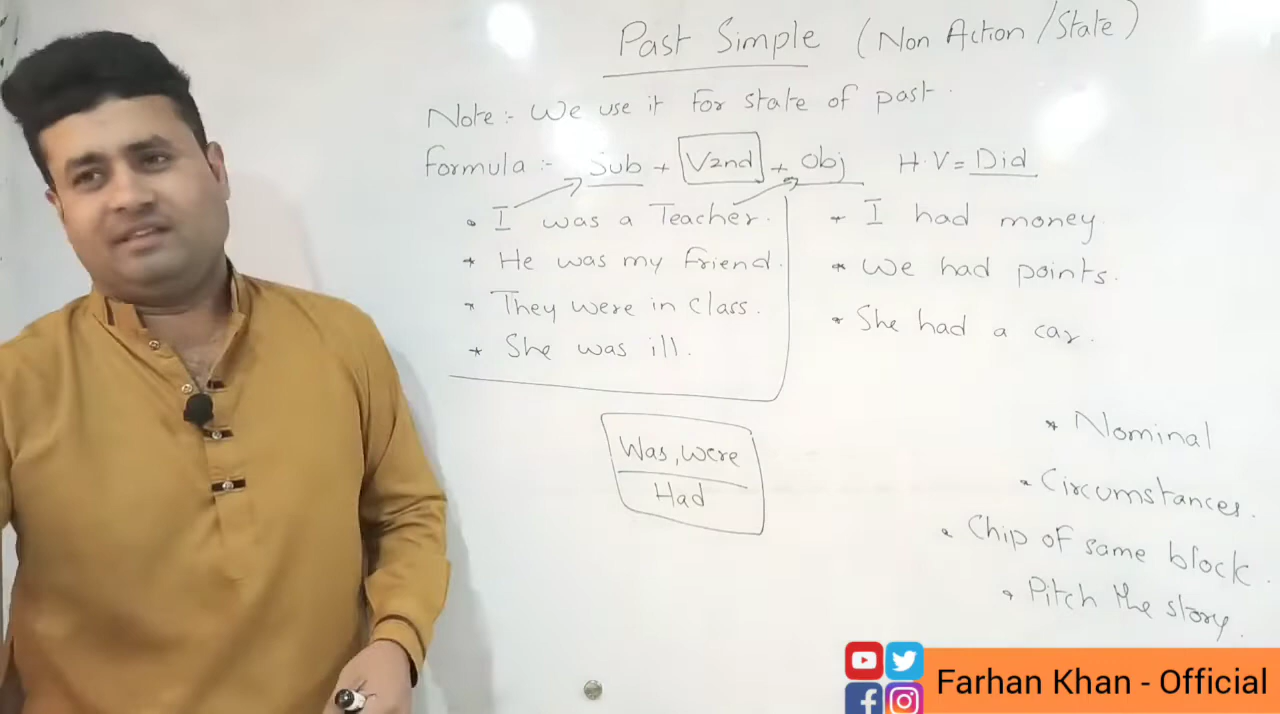 Past Simple (Non Action/State)
Note:- We use it for state of past.
formula:- Sub + V2nd + Obj H.V = Did
• I was a Teacher.
* He was my friend.
* They were in class.
* She was ill.
* I had money.
* We had points.
* She had a car.
Was, were
Had
* Nominal
* Circumstances.
• Chip of same block.
* Pitch the story.
Farhan Khan - Official